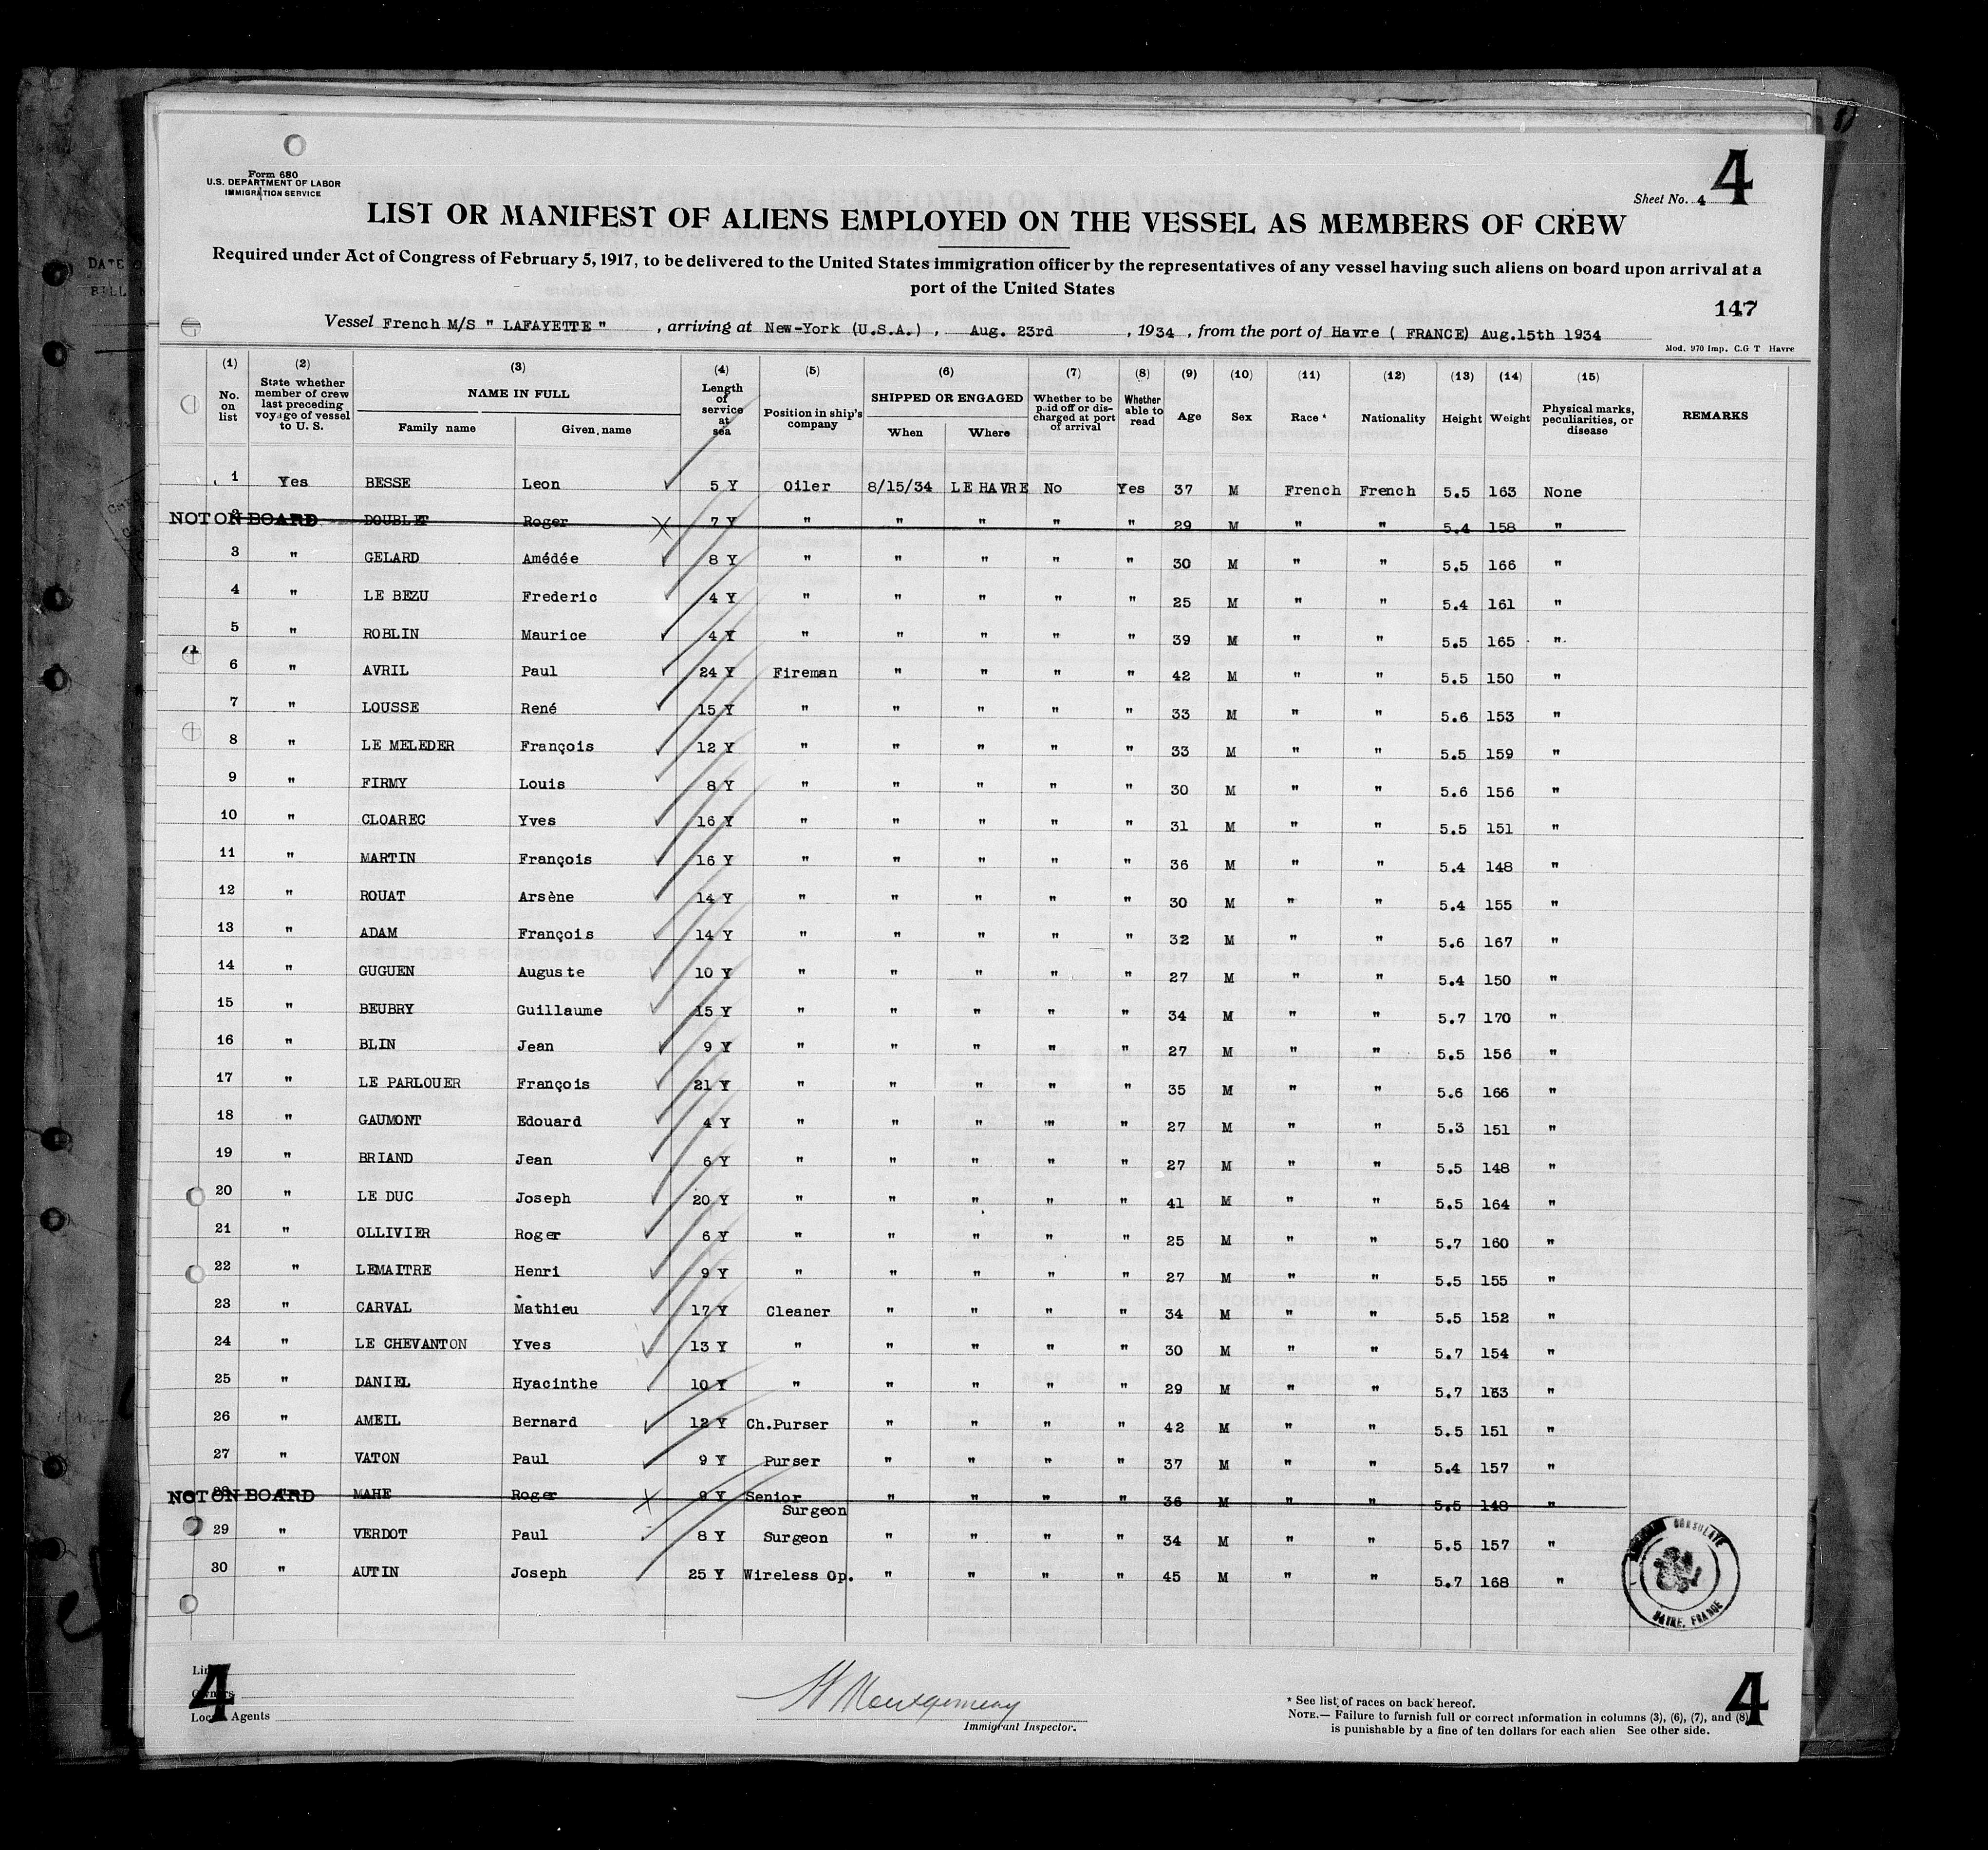 Form 680
U.S. DEPARTMENT OF LABOR
IMMIGRATION SERVICE
Sheet No. 4
4
LIST OR MANIFEST OF ALIENS EMPLOYED ON THE VESSEL AS MEMBERS OF CREW
Required under Act of Congress of February 5, 1917, to be delivered to the United States immigration officer by the representatives of any vessel having such aliens on board upon arrival at a
port of the United States
147
Vessel French M/S " LAFAYETTE " , arriving at New-York (U.S.A.) , Aug. 23rd , 1934 , from the port of Havre ( FRANCE) Aug.15th 1934
Mod. 970 Imp. C.G T Havre
(1) (2) (3) (4) (5) (6) (7) (8) (9) (10) (11) (12) (13) (14) (15)
No. on list | State whether member of crew last preceding voyage of vessel to U. S. | NAME IN FULL Family name Given name | Length of service at sea | Position in ship's company | SHIPPED OR ENGAGED When Where | Whether to be paid off or discharged at port of arrival | Whether able to read | Age | Sex | Race * | Nationality | Height | Weight | Physical marks, peculiarities, or disease | REMARKS
1 Yes BESSE Leon 5 Y Oiler 8/15/34 LE HAVRE No Yes 37 M French French 5.5 163 None
NOT ON BOARD DOUBLET Roger 7 Y " " " " " 29 M " " 5.4 158 "
3 " GELARD Amédée 8 Y " " " " " 30 M " " 5.5 166 "
4 " LE BEZU Frederic 4 Y " " " " " 25 M " " 5.4 161 "
5 " ROBLIN Maurice 4 Y " " " " " 39 M " " 5.5 165 "
6 " AVRIL Paul 24 Y Fireman " " " " 42 M " " 5.5 150 "
7 " LOUSSE René 15 Y " " " " " 33 M " " 5.6 153 "
8 " LE MELEDER François 12 Y " " " " " 33 M " " 5.5 159 "
9 " FIRMY Louis 8 Y " " " " " 30 M " " 5.6 156 "
10 " CLOAREC Yves 16 Y " " " " " 31 M " " 5.5 151 "
11 " MARTIN François 16 Y " " " " " 36 M " " 5.4 148 "
12 " ROUAT Arsène 14 Y " " " " " 30 M " " 5.4 155 "
13 " ADAM François 14 Y " " " " " 32 M " " 5.6 167 "
14 " GUGUEN Auguste 10 Y " " " " " 27 M " " 5.4 150 "
15 " BEUBRY Guillaume 15 Y " " " " " 34 M " " 5.7 170 "
16 " BLIN Jean 9 Y " " " " " 27 M " " 5.5 156 "
17 " LE PARLOUER François 21 Y " " " " " 35 M " " 5.6 166 "
18 " GAUMONT Edouard 4 Y " " " " " 27 M " " 5.3 151 "
19 " BRIAND Jean 6 Y " " " " " 27 M " " 5.5 148 "
20 " LE DUC Joseph 20 Y " " " " " 41 M " " 5.5 164 "
21 " OLLIVIER Roger 6 Y " " " " " 25 M " " 5.7 160 "
22 " LEMAITRE Henri 9 Y " " " " " 27 M " " 5.5 155 "
23 " CARVAL Mathieu 17 Y Cleaner " " " " 34 M " " 5.5 152 "
24 " LE CHEVANTON Yves 13 Y " " " " " 30 M " " 5.7 154 "
25 " DANIEL Hyacinthe 10 Y " " " " " 29 M " " 5.7 163 "
26 " AMEIL Bernard 12 Y Ch.Purser " " " " 42 M " " 5.5 151 "
27 " VATON Paul 9 Y Purser " " " " 37 M " " 5.4 157 "
NOT ON BOARD 28 MAHE Roger 8 Y Senior Surgeon " " " " 36 M " " 5.5 148 "
29 " VERDOT Paul 8 Y Surgeon " " " " 34 M " " 5.5 157 "
30 " AUTIN Joseph 25 Y Wireless Op. " " " " 45 M " " 5.7 168 "
CONSULATE
HAVRE, FRANCE
4
Owners
Local Agents
H Montgomery
Immigrant Inspector.
* See list of races on back hereof.
NOTE.— Failure to furnish full or correct information in columns (3), (6), (7), and (8)
is punishable by a fine of ten dollars for each alien See other side.
4